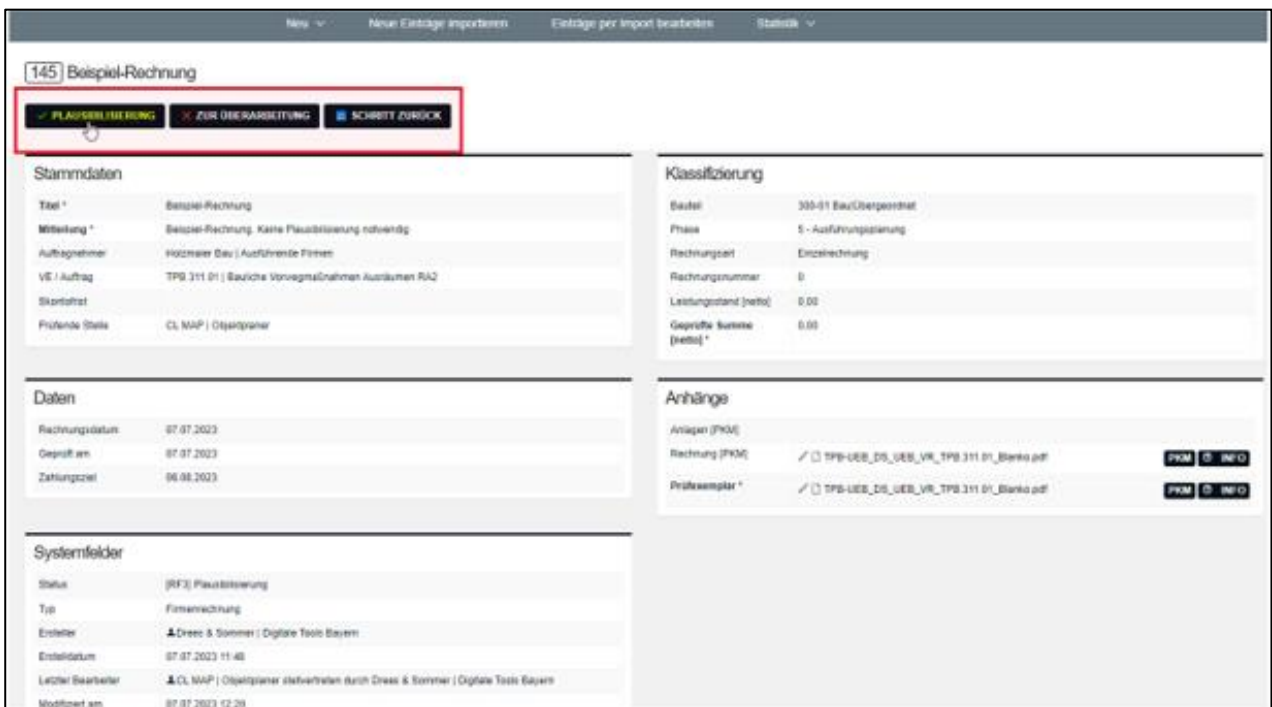 Neu Neue Einträge importieren Einträge per Import bearbeiten Statistik
145 Beispiel-Rechnung
PLAUSIBILISIERUNG ZUR ÜBERARBEITUNG SCHRITT ZURÜCK
Stammdaten
Titel * Beispiel-Rechnung
Mitteilung * Beispiel-Rechnung. Keine Plausibilisierung notwendig
Auftragnehmer Holzmaier Bau | Ausführende Firmen
VE / Auftrag TPB 311.01 | Bauliche Vorwegmaßnahmen Austräumen RA2
Skontofrist
Prüfende Stelle CL MAP | Objektplaner
Klassifizierung
Bauteil 300-01 Bau/Übergeordnet
Phase 5 - Ausführungsplanung
Rechnungsart Einzelrechnung
Rechnungsnummer 0
Leistungsstand [netto] 0,00
Geprüfte Summe 0,00
[netto] *
Daten
Rechnungsdatum 07.07.2023
Geprüft am 07.07.2023
Zahlungsziel 06.08.2023
Anhänge
Anlagen [PKM]
Rechnung [PKM] TPB-UEB_DS_UEB_VR_TPB.311.01_Blanko.pdf PKM INFO
Prüfexemplar * TPB-UEB_DS_UEB_VR_TPB.311.01_Blanko.pdf PKM INFO
Systemfelder
Status [RF3] Plausibilisierung
Typ Firmenrechnung
Ersteller Drees & Sommer | Digitale Tools Bayern
Erstelldatum 07.07.2023 11:48
Letzter Bearbeiter CL MAP | Objektplaner stellvertreten durch Drees & Sommer | Digitale Tools Bayern
Modifiziert am 07.07.2023 12:29